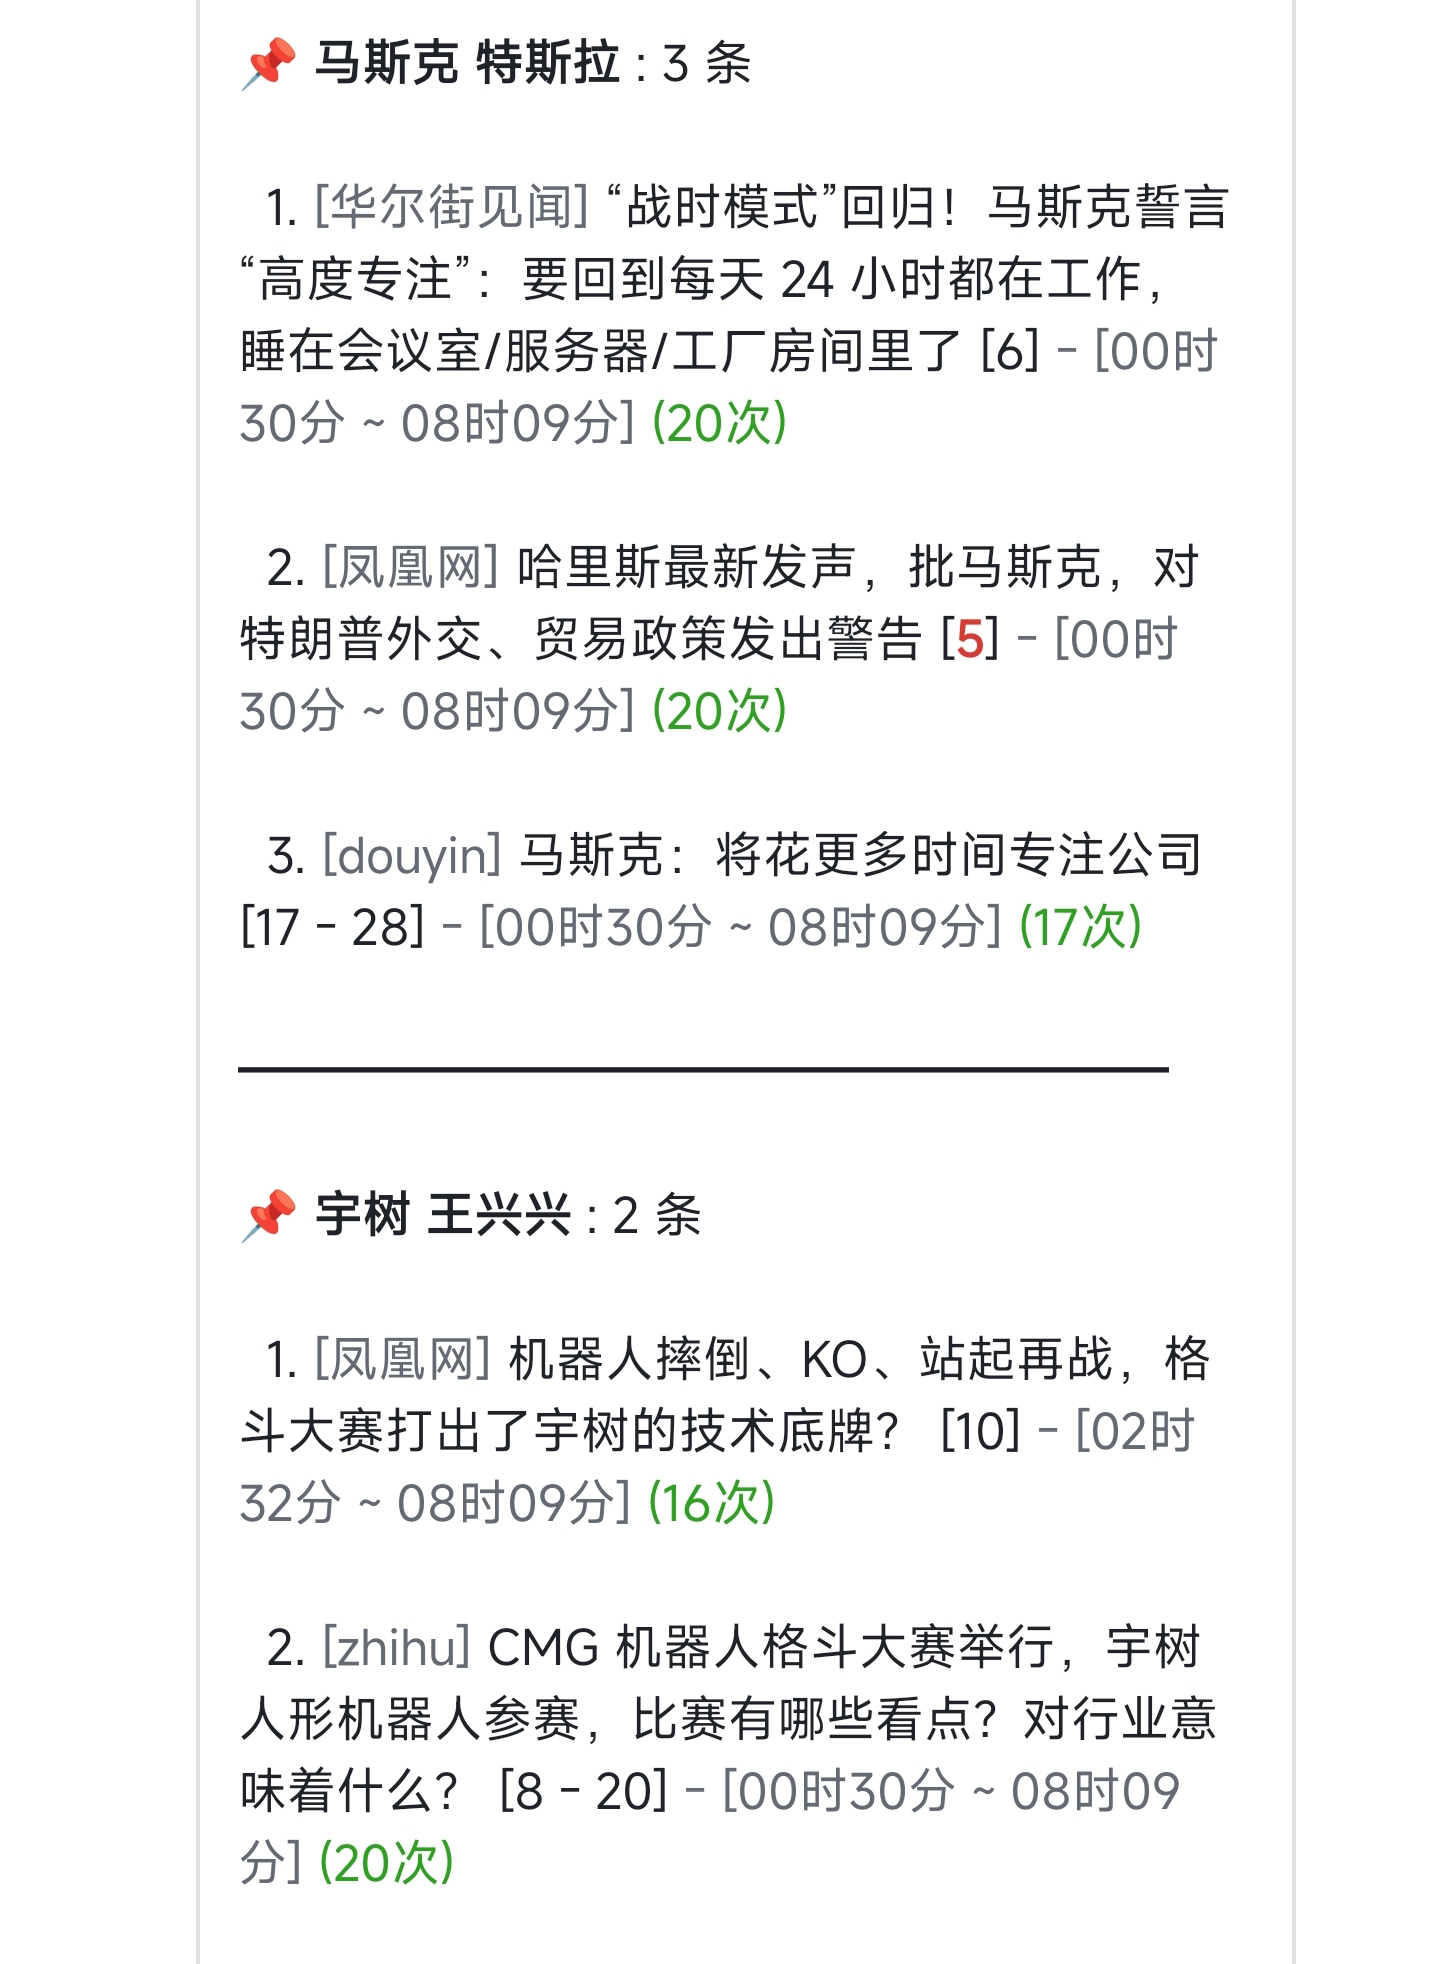 📌 马斯克 特斯拉 : 3 条
1. [华尔街见闻] “战时模式”回归！马斯克誓言
“高度专注”：要回到每天 24 小时都在工作，
睡在会议室/服务器/工厂房间里了 [6] - [00时
30分 ~ 08时09分] (20次)
2. [凤凰网] 哈里斯最新发声，批马斯克，对
特朗普外交、贸易政策发出警告 [5] - [00时
30分 ~ 08时09分] (20次)
3. [douyin] 马斯克：将花更多时间专注公司
[17 - 28] - [00时30分 ~ 08时09分] (17次)
📌 宇树 王兴兴 : 2 条
1. [凤凰网] 机器人摔倒、KO、站起再战，格
斗大赛打出了宇树的技术底牌？ [10] - [02时
32分 ~ 08时09分] (16次)
2. [zhihu] CMG 机器人格斗大赛举行，宇树
人形机器人参赛，比赛有哪些看点？对行业意
味着什么？ [8 - 20] - [00时30分 ~ 08时09
分] (20次)